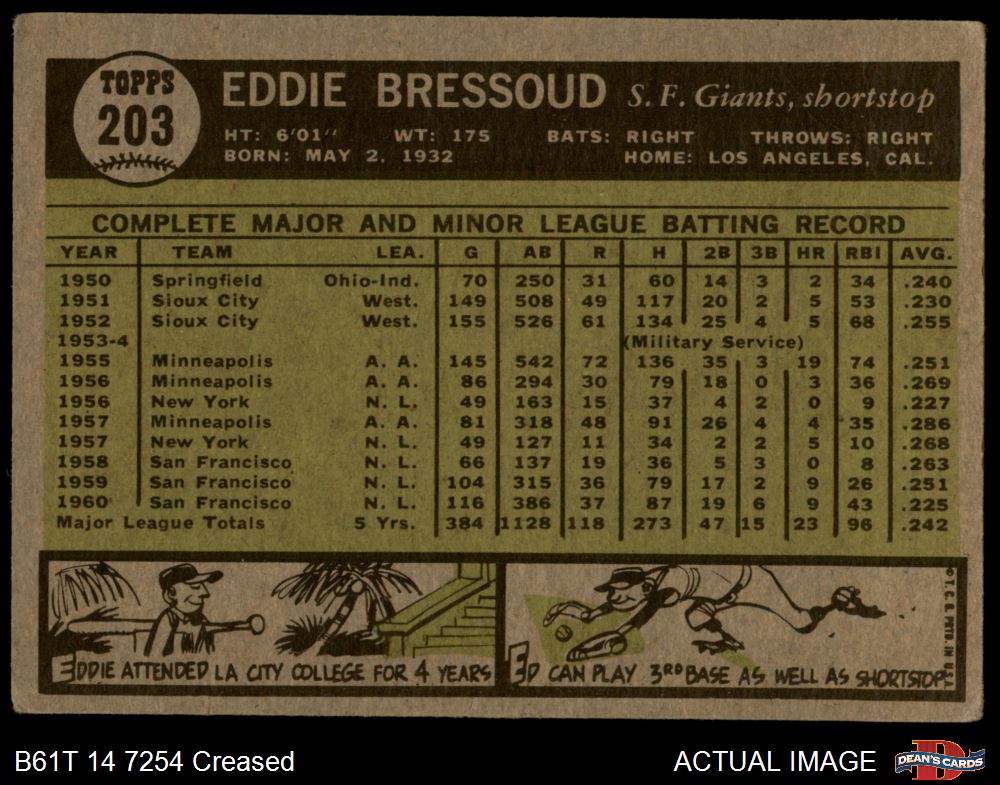 TOPPS
203
EDDIE BRESSOUD S. F. Giants, shortstop
HT: 6'01" WT: 175 BATS: RIGHT THROWS: RIGHT
BORN: MAY 2, 1932 HOME: LOS ANGELES, CAL.
COMPLETE MAJOR AND MINOR LEAGUE BATTING RECORD
YEAR TEAM LEA. G AB R H 2B 3B HR RBI AVG.
1950 Springfield Ohio-Ind. 70 250 31 60 14 3 2 34 .240
1951 Sioux City West. 149 508 49 117 20 2 5 53 .230
1952 Sioux City West. 155 526 61 134 25 4 5 68 .255
1953-4 (Military Service)
1955 Minneapolis A. A. 145 542 72 136 35 3 19 74 .251
1956 Minneapolis A. A. 86 294 30 79 18 0 3 36 .269
1956 New York N. L. 49 163 15 37 4 2 0 9 .227
1957 Minneapolis A. A. 81 318 48 91 26 4 4 35 .286
1957 New York N. L. 49 127 11 34 2 2 5 10 .268
1958 San Francisco N. L. 66 137 19 36 5 3 0 8 .263
1959 San Francisco N. L. 104 315 36 79 17 2 9 26 .251
1960 San Francisco N. L. 116 386 37 87 19 6 9 43 .225
Major League Totals 5 Yrs. 384 1128 118 273 47 15 23 96 .242
EDDIE ATTENDED LA CITY COLLEGE FOR 4 YEARS
ED CAN PLAY 3RD BASE AS WELL AS SHORTSTOP
© T. C. G. PRTD. IN U.S.A.
B61T 14 7254 Creased
ACTUAL IMAGE
D
DEAN'S CARDS